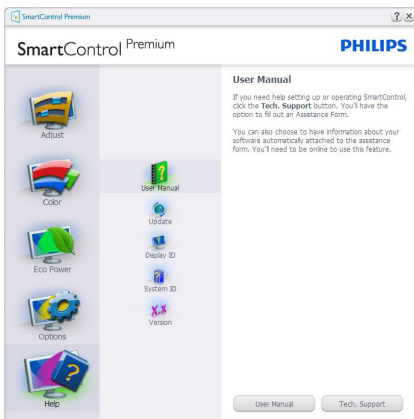 SmartControl Premium
SmartControl Premium
PHILIPS
Adjust
Color
Eco Power
Options
Help
User Manual
Update
Display ID
System ID
X.X
Version
User Manual
If you need help setting up or operating SmartControl,
click the Tech. Support button. You'll have the
option to fill out an Assistance Form.
You can also choose to have information about your
software automatically attached to the assistance
form. You'll need to be online to use this feature.
User Manual
Tech. Support